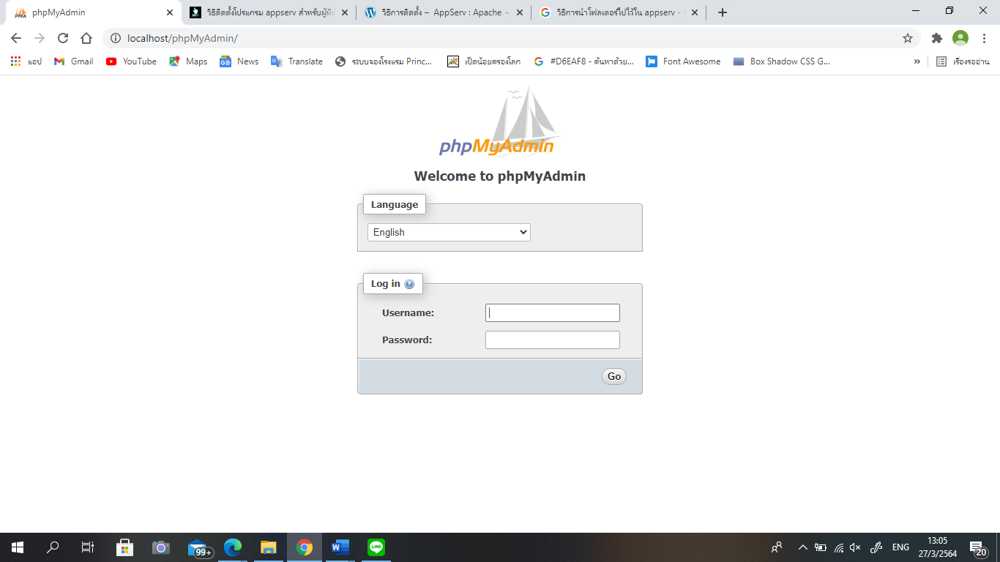 phpMyAdmin
วิธีติดตั้งโปรแกรม appserv สำหรับผู้ที่
วิธีการติดตั้ง – AppServ : Apache +
วิธีการนำโฟลเดอร์ไปไว้ใน appserv -
localhost/phpMyAdmin/
แอป
Gmail
YouTube
Maps
News
Translate
ระบบจองโรงแรม Princ...
เป็ดน้อยครองโลก
#D6EAF8 - ค้นหาด้วย...
Font Awesome
Box Shadow CSS G...
»
เรื่องรออ่าน
phpMyAdmin
Welcome to phpMyAdmin
Language
English
Log in
Username:
Password:
Go
99+
ENG
13:05
27/3/2564
20